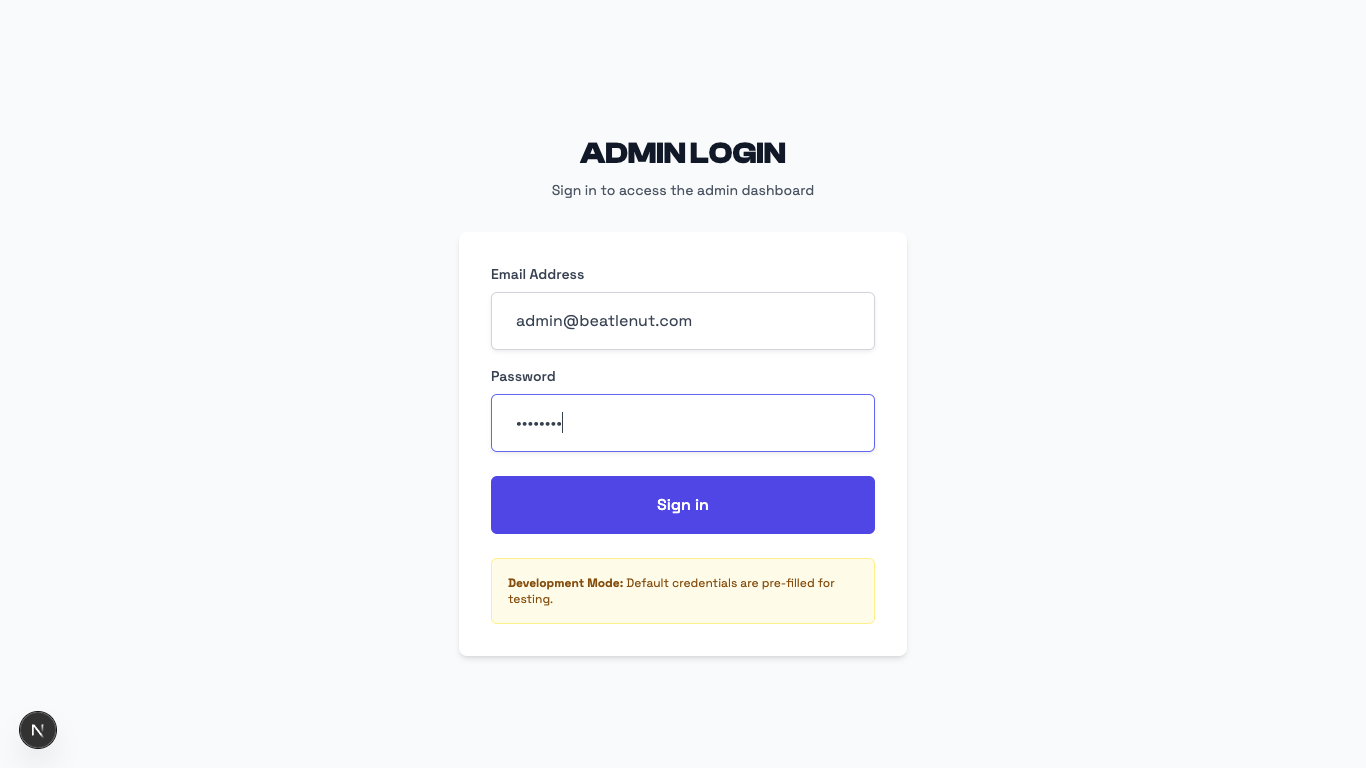 ADMIN LOGIN
Sign in to access the admin dashboard
Email Address
admin@beatlenut.com
Password
••••••••
Sign in
Development Mode: Default credentials are pre-filled for
testing.
N